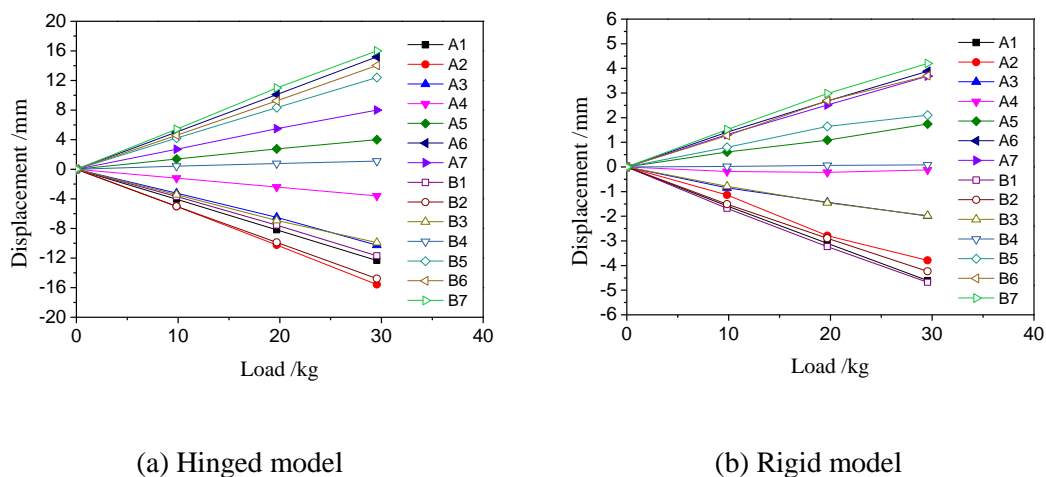 20
16
12
8
4
0
-4
-8
-12
-16
-20
0
10
20
30
40
Displacement /mm
Load /kg
A1
A2
A3
A4
A5
A6
A7
B1
B2
B3
B4
B5
B6
B7
6
5
4
3
2
1
0
-1
-2
-3
-4
-5
-6
0
10
20
30
40
Displacement /mm
Load /kg
A1
A2
A3
A4
A5
A6
A7
B1
B2
B3
B4
B5
B6
B7
(a) Hinged model
(b) Rigid model